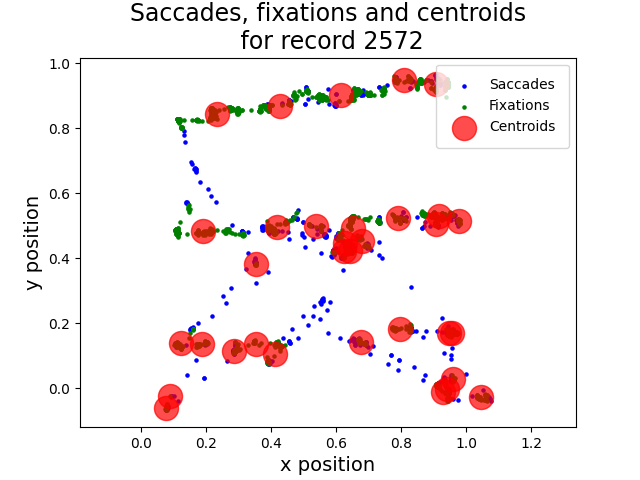 Saccades, fixations and centroids
for record 2572
Saccades
Fixations
Centroids
y position
1.0
0.8
0.6
0.4
0.2
0.0
0.0 0.2 0.4 0.6 0.8 1.0 1.2
x position